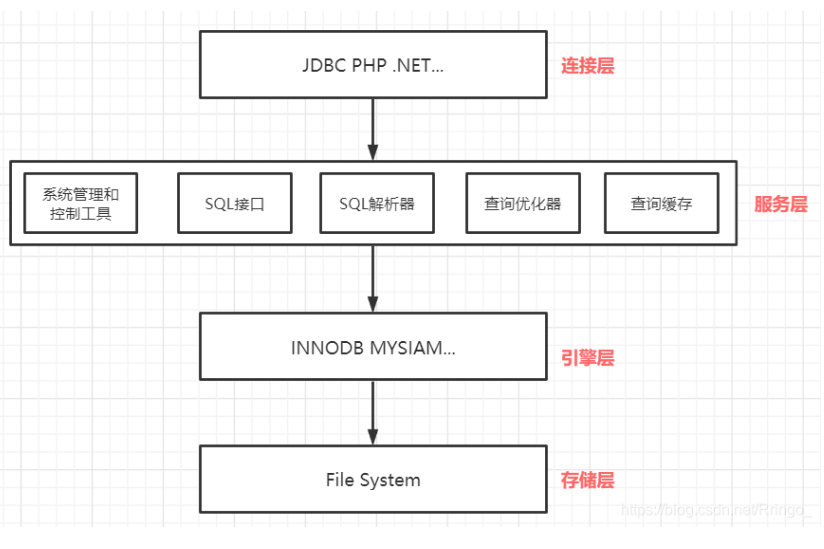 JDBC PHP .NET...
连接层
系统管理和
控制工具
SQL接口
SQL解析器
查询优化器
查询缓存
服务层
INNODB MYSIAM...
引擎层
File System
存储层
https://blog.csdn.net/Rringo_